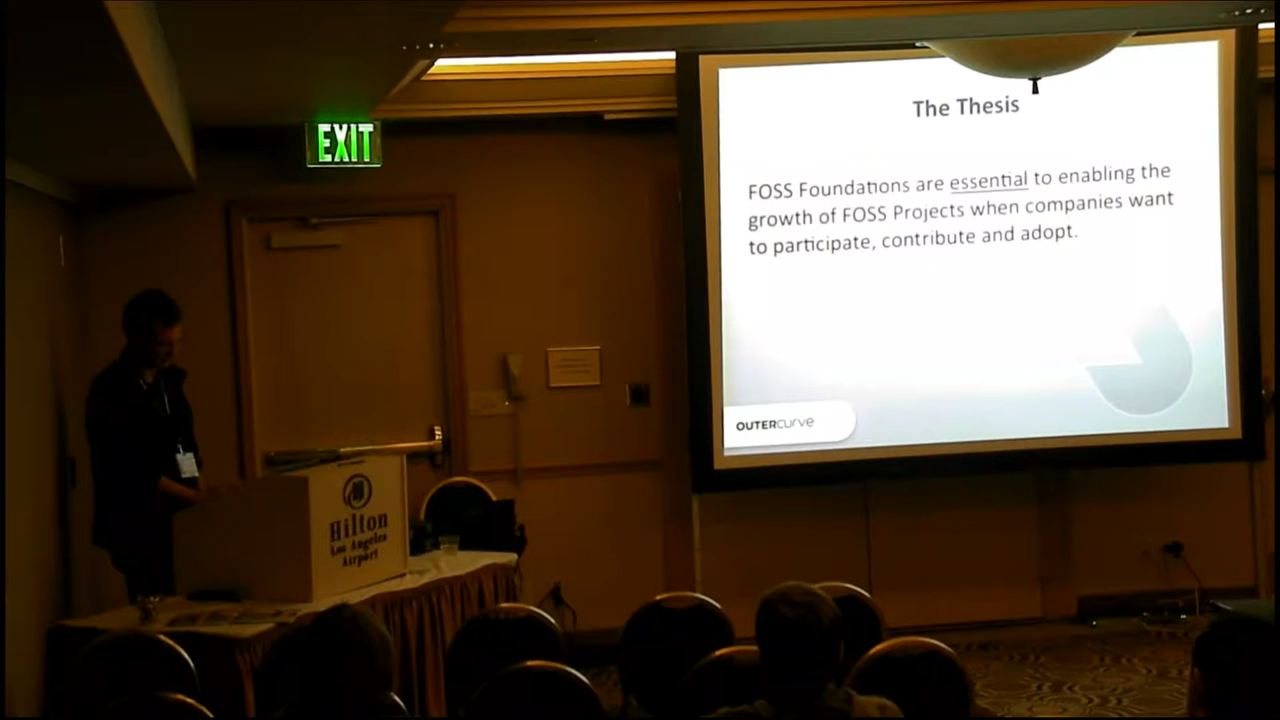 EXIT
The Thesis
FOSS Foundations are essential to enabling the
growth of FOSS Projects when companies want
to participate, contribute and adopt.
OUTERCURVE
Hilton
Los Angeles
Airport